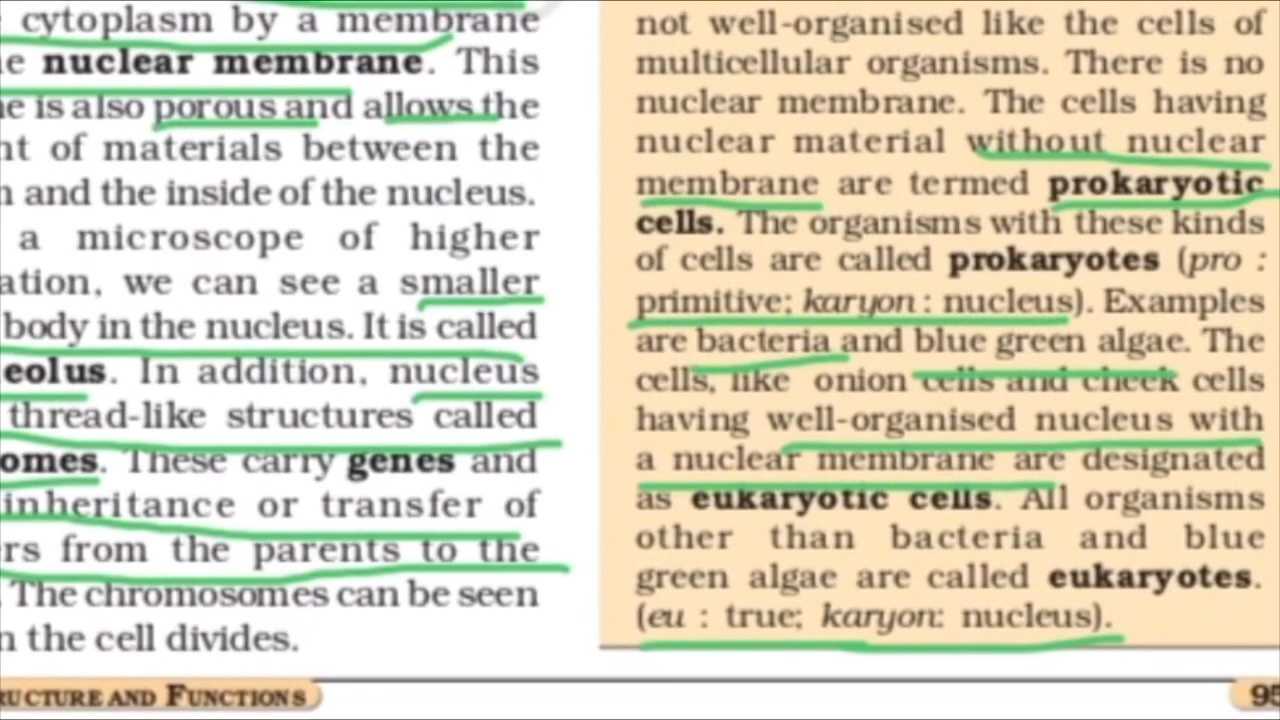 cytoplasm by a membrane
nuclear membrane. This
is also porous and allows the
of materials between the
and the inside of the nucleus.
a microscope of higher
we can see a smaller
body in the nucleus. It is called
In addition, nucleus
thread-like structures called
These carry genes and
inheritance or transfer of
from the parents to the
The chromosomes can be seen
the cell divides.
not well-organised like the cells of
multicellular organisms. There is no
nuclear membrane. The cells having
nuclear material without nuclear
membrane are termed prokaryotic
cells. The organisms with these kinds
of cells are called prokaryotes (pro :
primitive; karyon : nucleus). Examples
are bacteria and blue green algae. The
cells, like onion cells and cheek cells
having well-organised nucleus with
a nuclear membrane are designated
as eukaryotic cells. All organisms
other than bacteria and blue
green algae are called eukaryotes.
(eu : true; karyon: nucleus).
AND FUNCTIONS
95